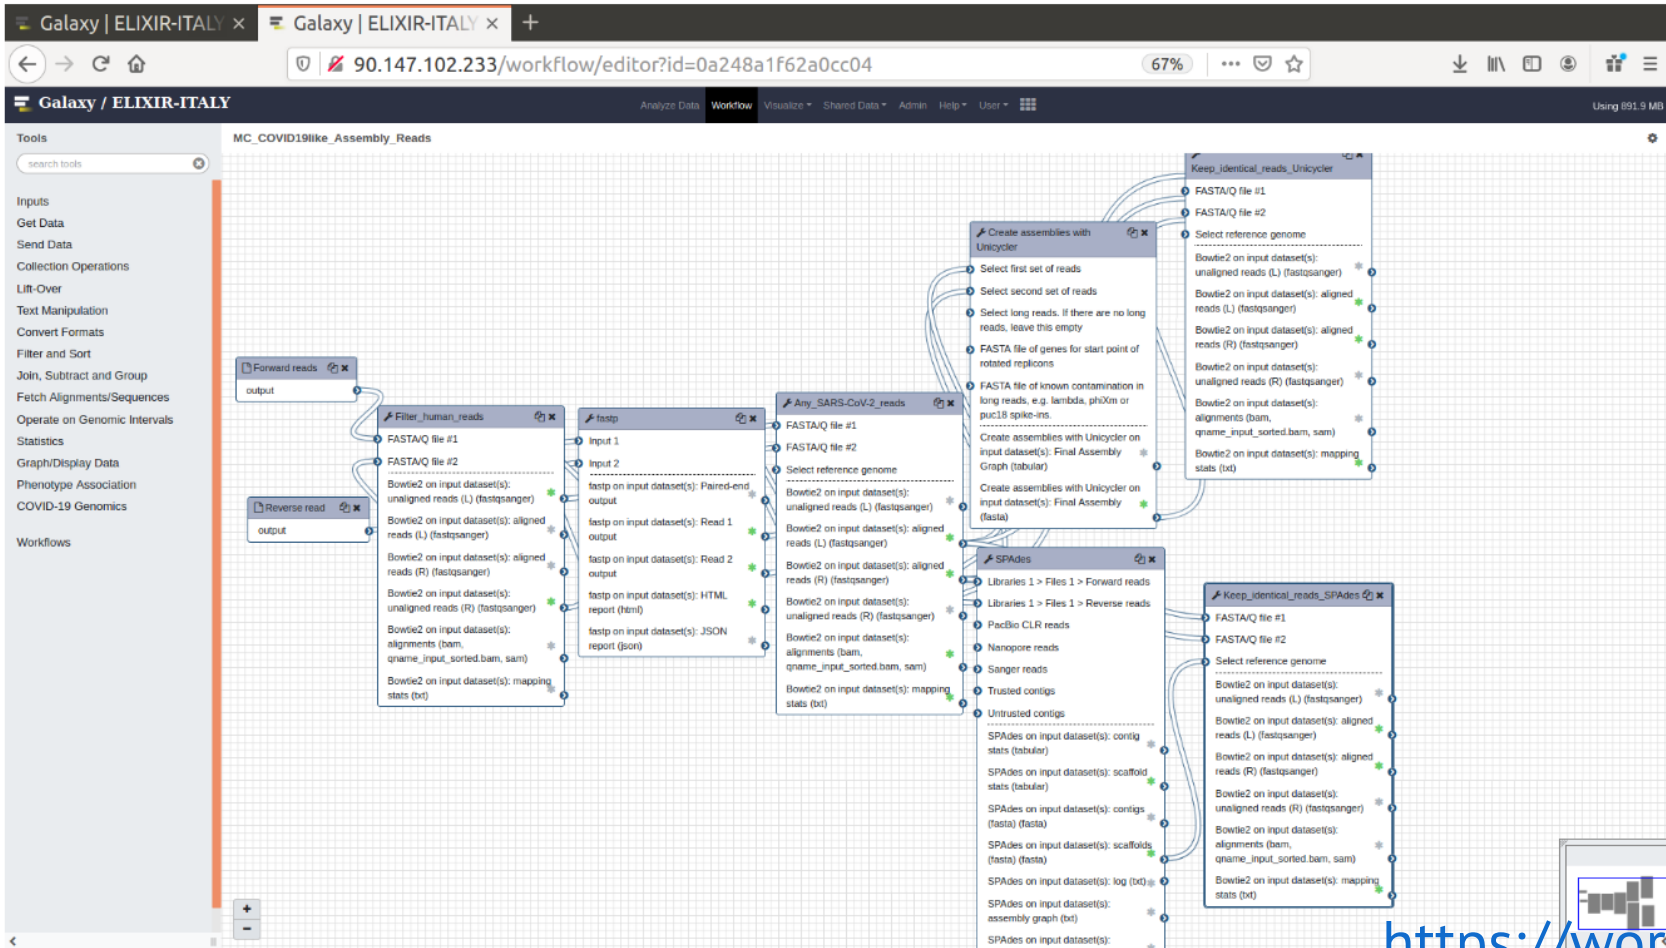 Galaxy | ELIXIR-ITALY ×
Galaxy | ELIXIR-ITALY ×
+
90.147.102.233/workflow/editor?id=0a248a1f62a0cc04
67%
Galaxy / ELIXIR-ITALY
Analyze Data
Workflow
Visualize
Shared Data
Admin
Help
User
Using 891.9 MB
Tools
search tools
Inputs
Get Data
Send Data
Collection Operations
Lift-Over
Text Manipulation
Convert Formats
Filter and Sort
Join, Subtract and Group
Fetch Alignments/Sequences
Operate on Genomic Intervals
Statistics
Graph/Display Data
Phenotype Association
COVID-19 Genomics
Workflows
MC_COVID19like_Assembly_Reads
Forward reads
output
Reverse read
output
Filter_human_reads
FASTA/Q file #1
FASTA/Q file #2
Bowtie2 on input dataset(s):
unaligned reads (L) (fastqsanger)
Bowtie2 on input dataset(s): aligned
reads (L) (fastqsanger)
Bowtie2 on input dataset(s): aligned
reads (R) (fastqsanger)
Bowtie2 on input dataset(s):
unaligned reads (R) (fastqsanger)
Bowtie2 on input dataset(s):
alignments (bam,
qname_input_sorted.bam, sam)
Bowtie2 on input dataset(s): mapping
stats (txt)
fastp
Input 1
Input 2
fastp on input dataset(s): Paired-end
output
fastp on input dataset(s): Read 1
output
fastp on input dataset(s): Read 2
output
fastp on input dataset(s): HTML
report (html)
fastp on input dataset(s): JSON
report (json)
Any_SARS-CoV-2_reads
FASTA/Q file #1
FASTA/Q file #2
Select reference genome
Bowtie2 on input dataset(s):
unaligned reads (L) (fastqsanger)
Bowtie2 on input dataset(s): aligned
reads (L) (fastqsanger)
Bowtie2 on input dataset(s): aligned
reads (R) (fastqsanger)
Bowtie2 on input dataset(s):
unaligned reads (R) (fastqsanger)
Bowtie2 on input dataset(s):
alignments (bam,
qname_input_sorted.bam, sam)
Bowtie2 on input dataset(s): mapping
stats (txt)
Create assemblies with
Unicycler
Select first set of reads
Select second set of reads
Select long reads. If there are no long
reads, leave this empty
FASTA file of genes for start point of
rotated replicons
FASTA file of known contamination in
long reads, e.g. lambda, phiXm or
puc18 spike-ins.
Create assemblies with Unicycler on
input dataset(s): Final Assembly
Graph (tabular)
Create assemblies with Unicycler on
input dataset(s): Final Assembly
(fasta)
SPAdes
Libraries 1 > Files 1 > Forward reads
Libraries 1 > Files 1 > Reverse reads
PacBio CLR reads
Nanopore reads
Sanger reads
Trusted contigs
Untrusted contigs
SPAdes on input dataset(s): contig
stats (tabular)
SPAdes on input dataset(s): scaffold
stats (tabular)
SPAdes on input dataset(s): contigs
(fasta) (fasta)
SPAdes on input dataset(s): scaffolds
(fasta) (fasta)
SPAdes on input dataset(s): log (txt)
SPAdes on input dataset(s):
assembly graph (txt)
SPAdes on input dataset(s):
Keep_identical_reads_Unicycler
FASTA/Q file #1
FASTA/Q file #2
Select reference genome
Bowtie2 on input dataset(s):
unaligned reads (L) (fastqsanger)
Bowtie2 on input dataset(s): aligned
reads (L) (fastqsanger)
Bowtie2 on input dataset(s): aligned
reads (R) (fastqsanger)
Bowtie2 on input dataset(s):
unaligned reads (R) (fastqsanger)
Bowtie2 on input dataset(s):
alignments (bam,
qname_input_sorted.bam, sam)
Bowtie2 on input dataset(s): mapping
stats (txt)
Keep_identical_reads_SPAdes
FASTA/Q file #1
FASTA/Q file #2
Select reference genome
Bowtie2 on input dataset(s):
unaligned reads (L) (fastqsanger)
Bowtie2 on input dataset(s): aligned
reads (L) (fastqsanger)
Bowtie2 on input dataset(s): aligned
reads (R) (fastqsanger)
Bowtie2 on input dataset(s):
unaligned reads (R) (fastqsanger)
Bowtie2 on input dataset(s):
alignments (bam,
qname_input_sorted.bam, sam)
Bowtie2 on input dataset(s): mapping
stats (txt)